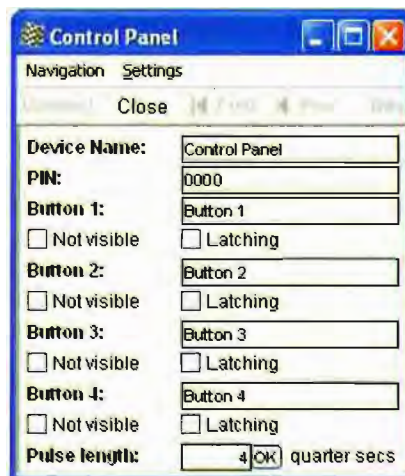 Control Panel
Navigation Settings
Close
Device Name: Control Panel
PIN: 0000
Button 1: Button 1
Not visible Latching
Button 2: Button 2
Not visible Latching
Button 3: Button 3
Not visible Latching
Button 4: Button 4
Not visible Latching
Pulse length: 4 OK quarter secs